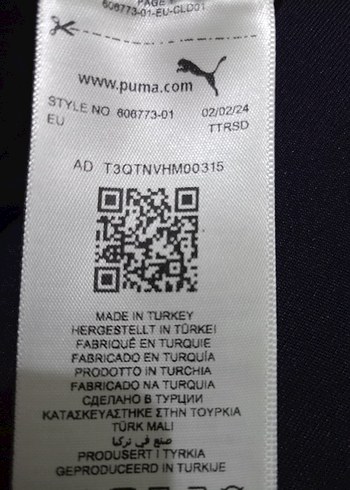 PAGE
606773-01-EU-CLD01
www.puma.com
STYLE NO 606773-01 02/02/24
EU TTRSD
AD T3QTNVHM00315
MADE IN TURKEY
HERGESTELLT IN TÜRKEI
FABRIQUÉ EN TURQUIE
FABRICADO EN TURQUÍA
PRODOTTO IN TURCHIA
FABRICADO NA TURQUIA
СДЕЛАНО В ТУРЦИИ
ΚΑΤΑΣΚΕΥΑΣΤΗΚΕ ΣΤΗΝ ΤΟΥΡΚΙΑ
TÜRK MALI
صنع في تركيا
PRODUSERT I TYRKIA
GEPRODUCEERD IN TURKIJE